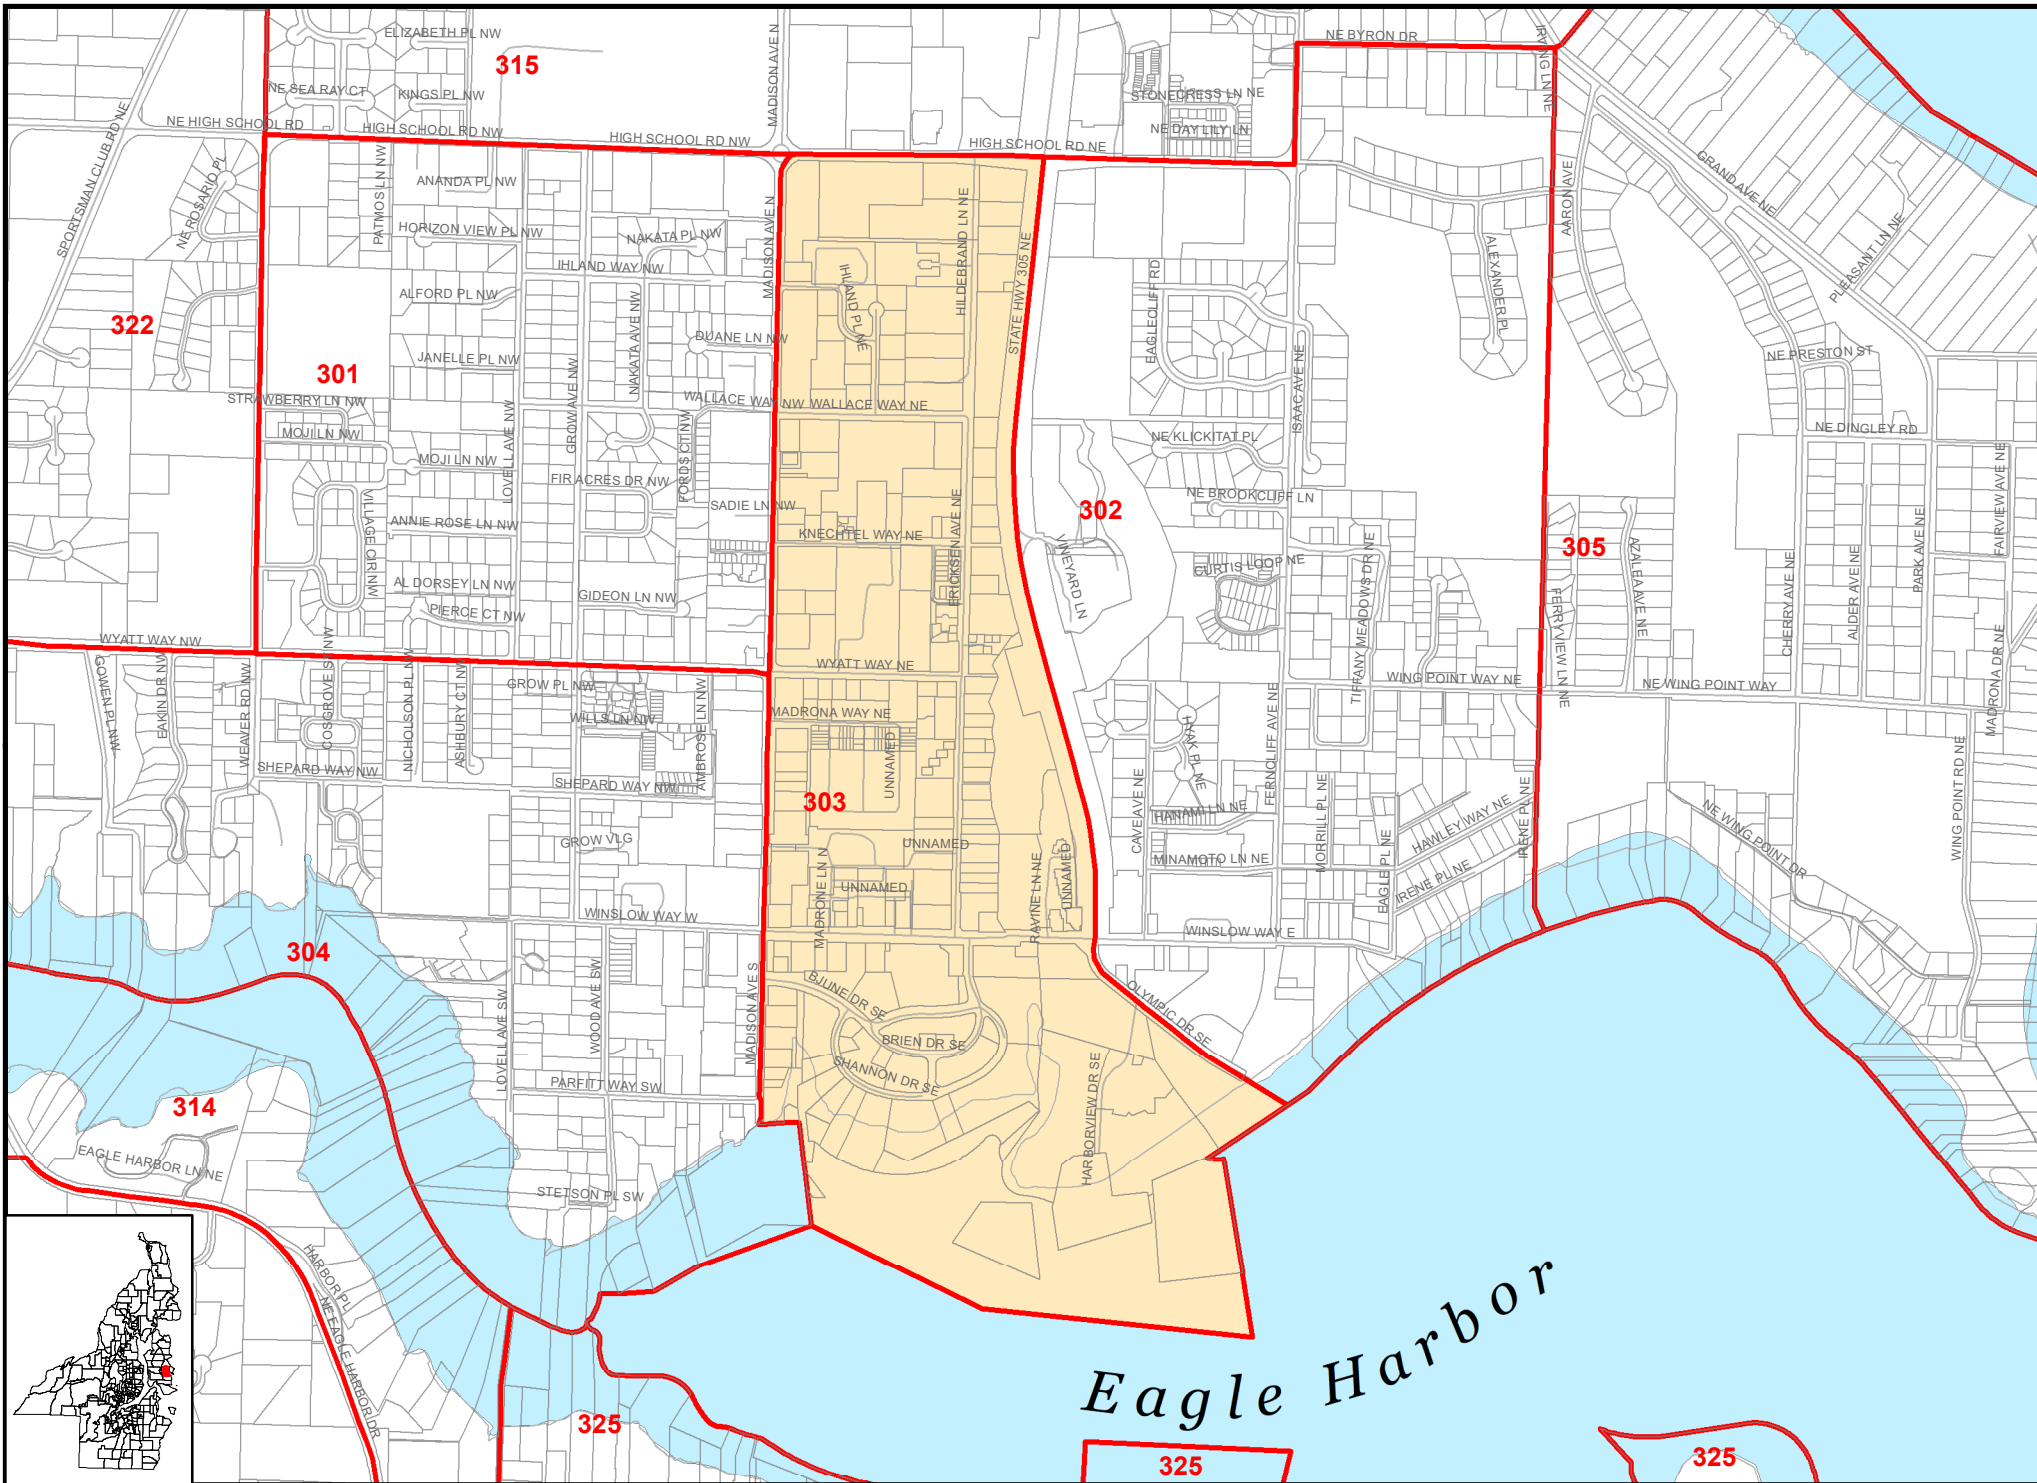 ELIZABETH PL NW
315
MADISON AVE N
NE BYRON DR
IRVING LN NE
NE SEA RAY CT
KINGS PL NW
STONECRESS LN NE
NE HIGH SCHOOL RD
HIGH SCHOOL RD NW
HIGH SCHOOL RD NW
HIGH SCHOOL RD NE
NE DAY LILY LN
SPORTSMAN CLUB RD NE
NE ROSARIO PL
PATMOS LN NW
ANANDA PL NW
MADISON AVE N
HILDEBRAND LN NE
STATE HWY 305 NE
AARON AVE
GRAND AVE NE
PLEASANT LN NE
HORIZON VIEW PL NW
NAKATA PL NW
IHLAND WAY NW
IHLAND PL NE
EAGLECLIFF RD
ALEXANDER PL
ALFORD PL NW
NAKATA AVE NW
322
DUANE LN NW
ISAAC AVE NE
301
JANELLE PL NW
NE PRESTON ST
STRAWBERRY LN NW
LOVELL AVE NW
GROW AVE NW
WALLACE WAY NW
WALLACE WAY NE
MOJI LN NW
MOJI LN NW
FORDS CT NW
NE KLICKITAT PL
NE DINGLEY RD
FIR ACRES DR NW
VILLAGE CIR NW
SADIE LN NW
NE BROOKCLIFF LN
302
ANNIE ROSE LN NW
KNECHTEL WAY NE
ERICKSEN AVE NE
VINEYARD LN
305
FAIRVIEW AVE NE
AL DORSEY LN NW
CURTIS LOOP NE
TIFFANY MEADOWS DR NE
AZALEA AVE NE
CHERRY AVE NE
ALDER AVE NE
PARK AVE NE
GIDEON LN NW
PIERCE CT NW
FERRYVIEW LN NE
WYATT WAY NW
WYATT WAY NE
GOWEN PL NW
EAKIN DR NW
WEAVER RD NW
COSGROVE ST NW
NICHOLSON PL NW
ASHBURY CT NW
GROW PL NW
WILLS LN NW
AMBROSE LN NW
WING POINT WAY NE
NE WING POINT WAY
MADRONA DR NE
MADRONA WAY NE
UNNAMED
HYAK PL NE
FERNCLIFF AVE NE
SHEPARD WAY NW
SHEPARD WAY NW
303
CAVE AVE NE
HANAMI LN NE
MORRILL PL NE
HAWLEY WAY NE
IRENE PL NE
NE WING POINT DR
WING POINT RD NE
GROW VLG
UNNAMED
MINAMOTO LN NE
EAGLE PL NE
IRENE PL NE
MADRONE LN N
UNNAMED
RAVINE LN NE
UNNAMED
WINSLOW WAY W
WINSLOW WAY E
304
BJUNE DR SE
OLYMPIC DR SE
LOVELL AVE SW
WOOD AVE SW
MADISON AVE S
BRIEN DR SE
SHANNON DR SE
PARFITT WAY SW
HARBORVIEW DR SE
314
EAGLE HARBOR LN NE
STETSON PL SW
HARBOR PL
NE EAGLE HARBOR DR
Eagle Harbor
325
325
325